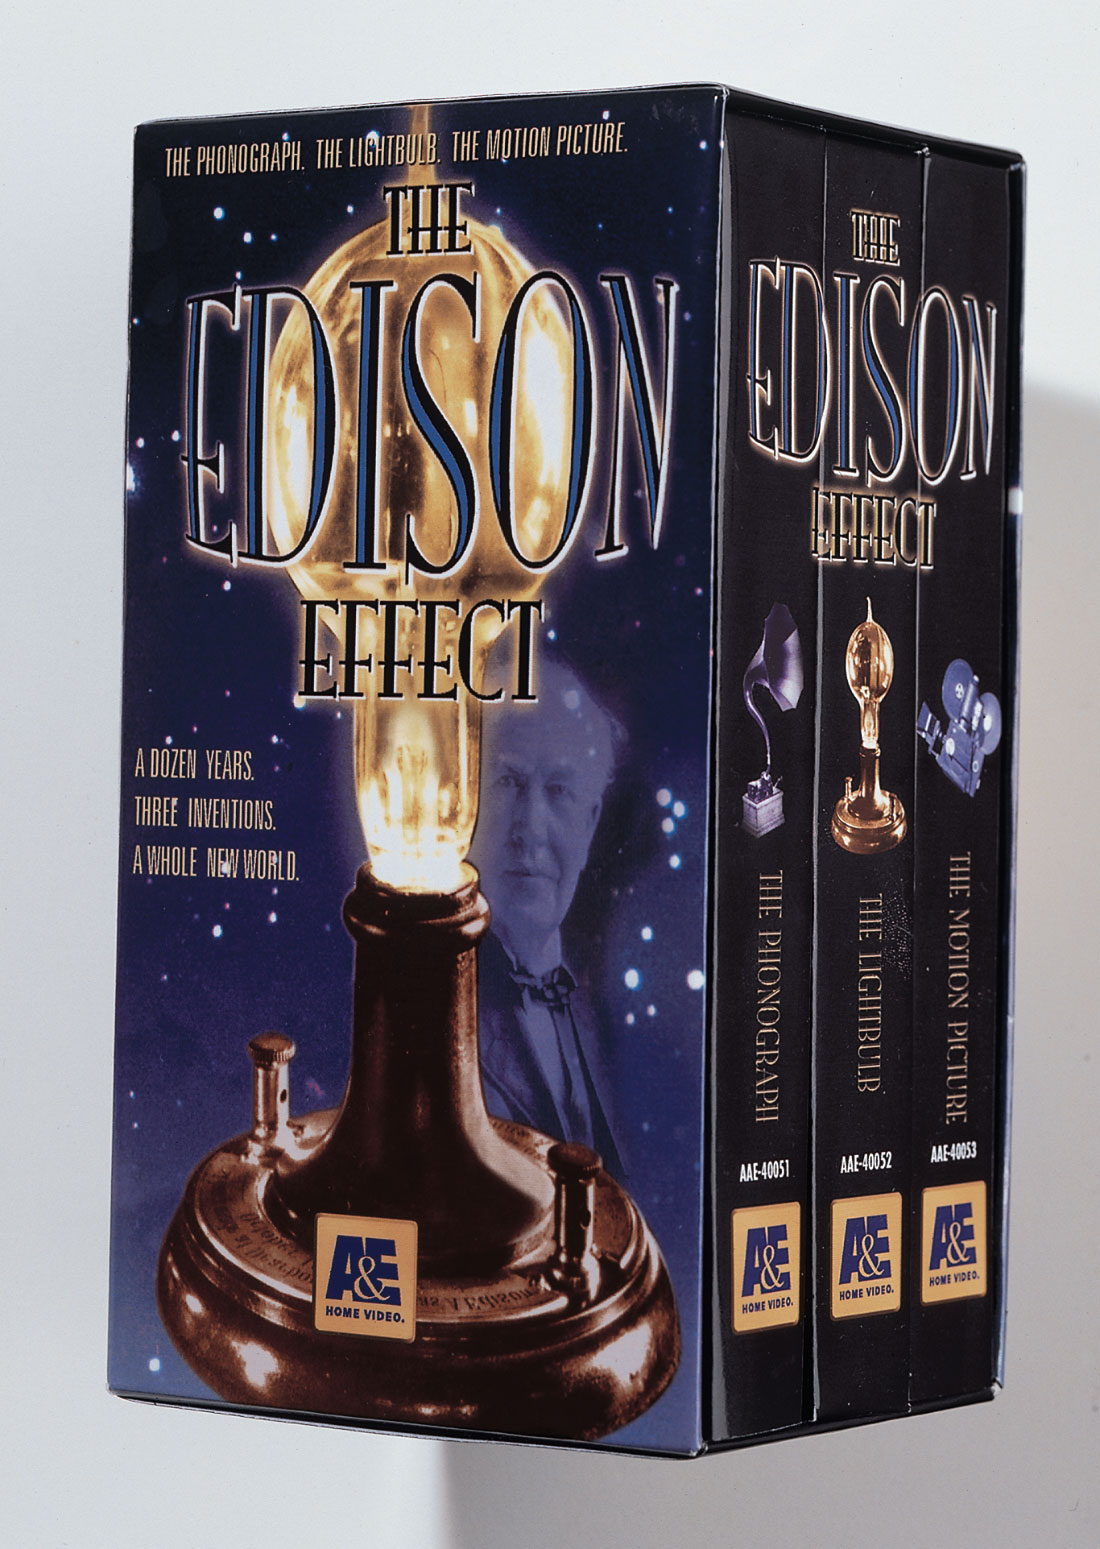 THE PHONOGRAPH. THE LIGHTBULB. THE MOTION PICTURE.
THE
EDISON
EFFECT
A DOZEN YEARS.
THREE INVENTIONS.
A WHOLE NEW WORLD.
A&E
HOME VIDEO.
THE
EDISON
EFFECT
THE PHONOGRAPH
AAE-40051
A&E
HOME VIDEO.
THE LIGHTBULB
AAE-40052
A&E
HOME VIDEO.
THE MOTION PICTURE
AAE-40053
A&E
HOME VIDEO.